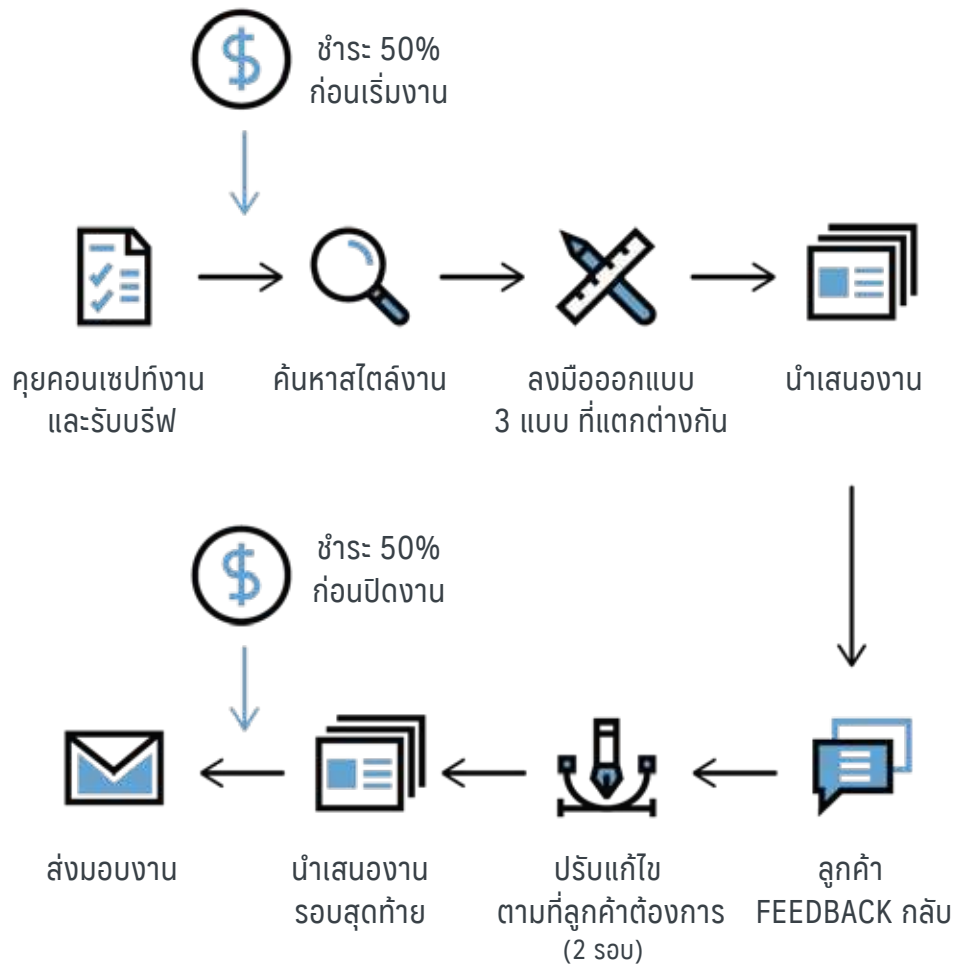 ชำระ 50%
ก่อนเริ่มงาน
คุยคอนเซปท์งาน
และรับบรีฟ
ค้นหาสไตล์งาน
ลงมือออกแบบ
3 แบบ ที่แตกต่างกัน
นำเสนองาน
ชำระ 50%
ก่อนปิดงาน
ส่งมอบงาน
นำเสนองาน
รอบสุดท้าย
ปรับแก้ไข
ตามที่ลูกค้าต้องการ
(2 รอบ)
ลูกค้า
FEEDBACK กลับ